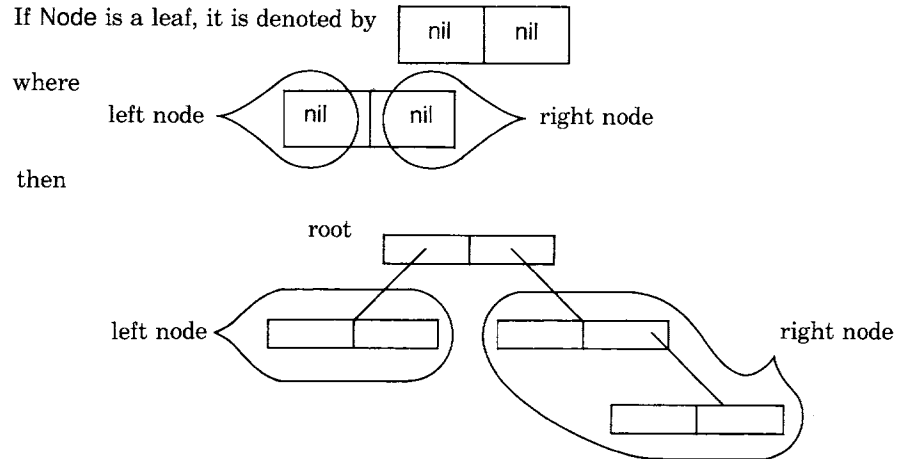 If Node is a leaf, it is denoted by nil nil
where
left node nil nil right node
then
root
left node right node